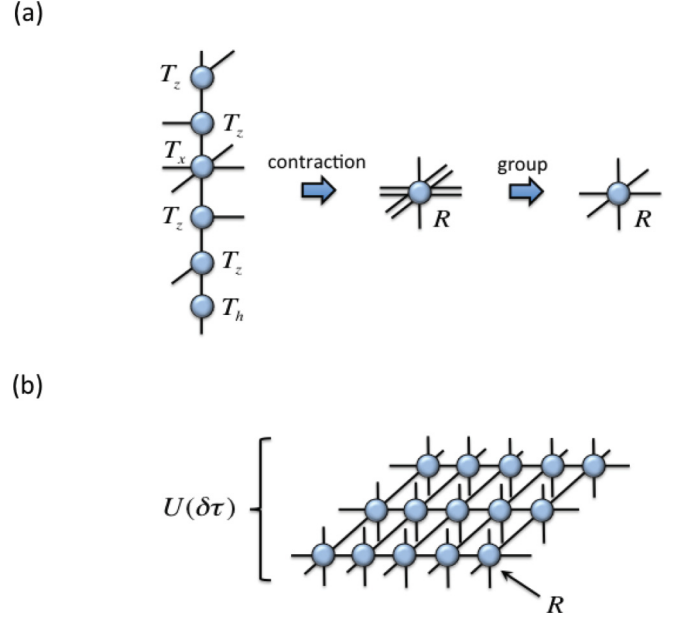 (a)
T_z
T_z
T_x
T_z
T_z
T_h
contraction
R
group
R
(b)
U(δτ)
R